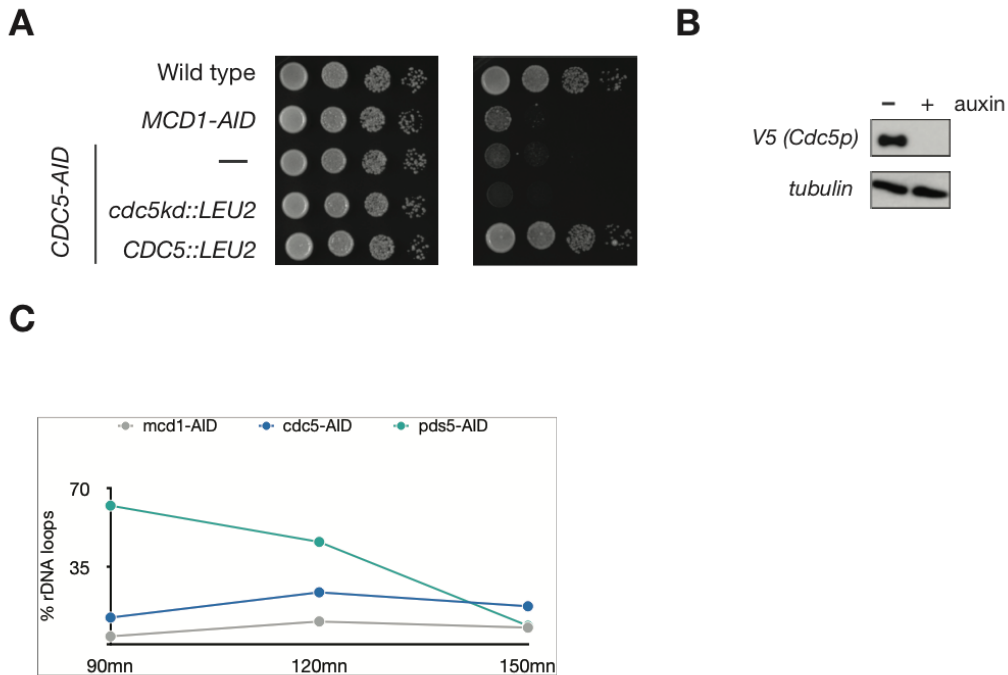 A
Wild type
MCD1-AID
—
cdc5kd::LEU2
CDC5::LEU2
CDC5-AID
B
− + auxin
V5 (Cdc5p)
tubulin
C
mcd1-AID cdc5-AID pds5-AID
70
35
% rDNA loops
90mn 120mn 150mn